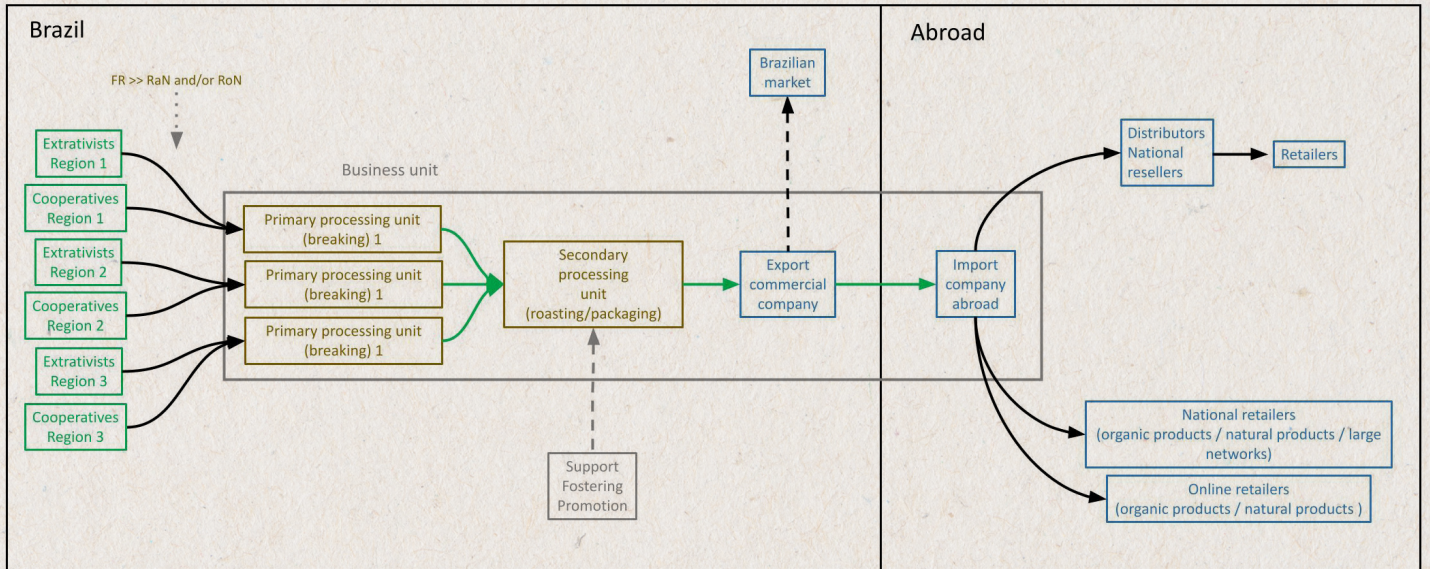 Brazil
Abroad
FR >> RaN and/or RoN
Brazilian
market
Extrativists
Region 1
Cooperatives
Region 1
Extrativists
Region 2
Cooperatives
Region 2
Extrativists
Region 3
Cooperatives
Region 3
Business unit
Primary processing unit
(breaking) 1
Primary processing unit
(breaking) 1
Primary processing unit
(breaking) 1
Secondary
processing
unit
(roasting/packaging)
Support
Fostering
Promotion
Export
commercial
company
Import
company
abroad
Distributors
National
resellers
Retailers
National retailers
(organic products / natural products / large
networks)
Online retailers
(organic products / natural products )